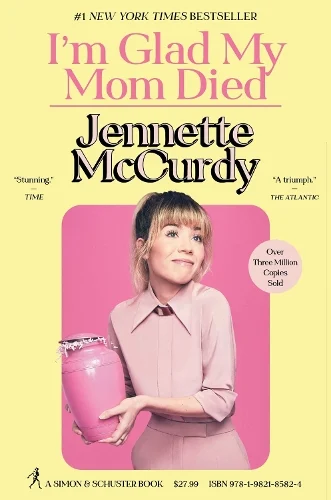 #1 NEW YORK TIMES BESTSELLER
I'm Glad My
Mom Died
Jennette
McCurdy
"Stunning."
—
TIME
"A triumph."
—
THE ATLANTIC
Over
Three Million
Copies
Sold
A SIMON & SCHUSTER BOOK $27.99 ISBN 978-1-9821-8582-4